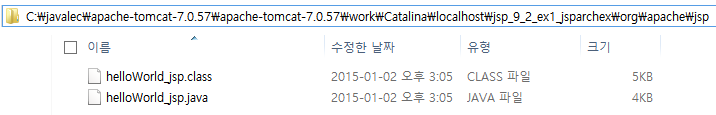 C:₩javalec₩apache-tomcat-7.0.57₩apache-tomcat-7.0.57₩work₩Catalina₩localhost₩jsp_9_2_ex1_jsparchex₩org₩apache₩jsp
이름 수정한 날짜 유형 크기
helloWorld_jsp.class 2015-01-02 오후 3:05 CLASS 파일 5KB
helloWorld_jsp.java 2015-01-02 오후 3:05 JAVA 파일 4KB